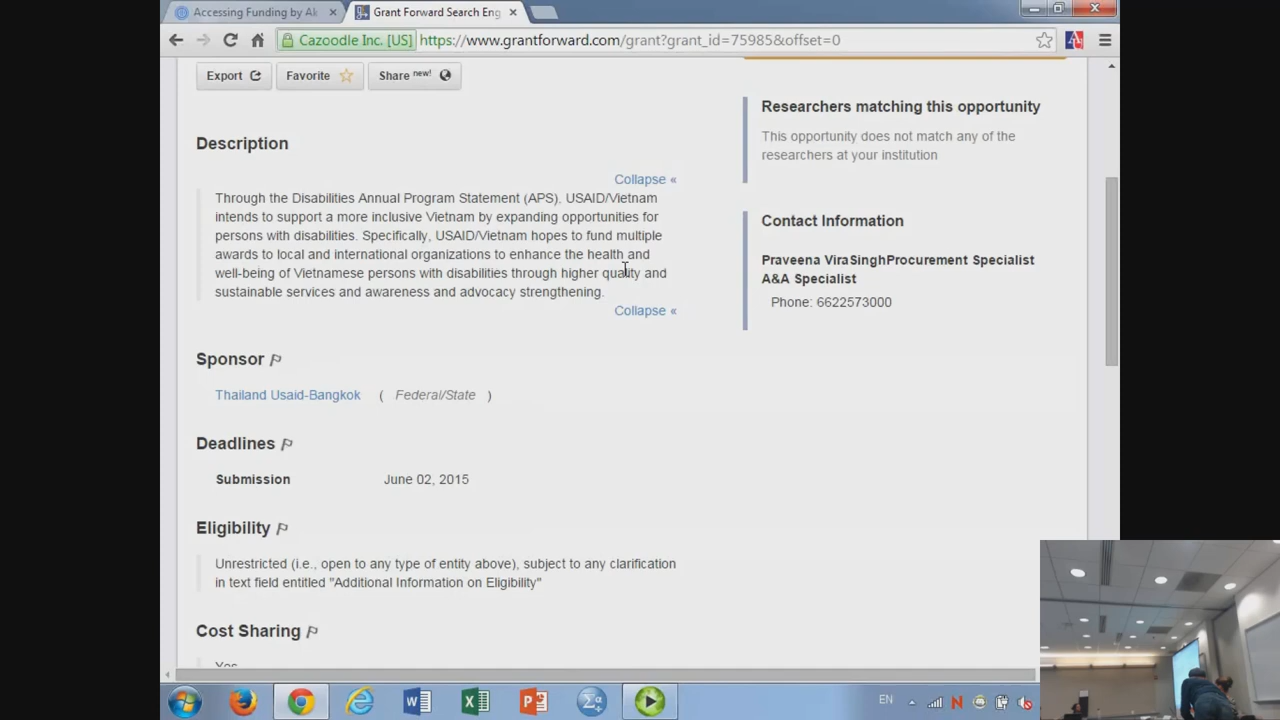 Accessing Funding by Ak
Grant Forward Search Eng
Cazoodle Inc. [US]
https://www.grantforward.com/grant?grant_id=75985&offset=0
Export
Favorite
Share new!
Description
Collapse «
Through the Disabilities Annual Program Statement (APS), USAID/Vietnam
intends to support a more inclusive Vietnam by expanding opportunities for
persons with disabilities. Specifically, USAID/Vietnam hopes to fund multiple
awards to local and international organizations to enhance the health and
well-being of Vietnamese persons with disabilities through higher quality and
sustainable services and awareness and advocacy strengthening.
Collapse «
Sponsor
Thailand Usaid-Bangkok ( Federal/State )
Deadlines
Submission June 02, 2015
Eligibility
Unrestricted (i.e., open to any type of entity above), subject to any clarification
in text field entitled "Additional Information on Eligibility"
Cost Sharing
Yes
Researchers matching this opportunity
This opportunity does not match any of the
researchers at your institution
Contact Information
Praveena ViraSinghProcurement Specialist
A&A Specialist
Phone: 6622573000
EN